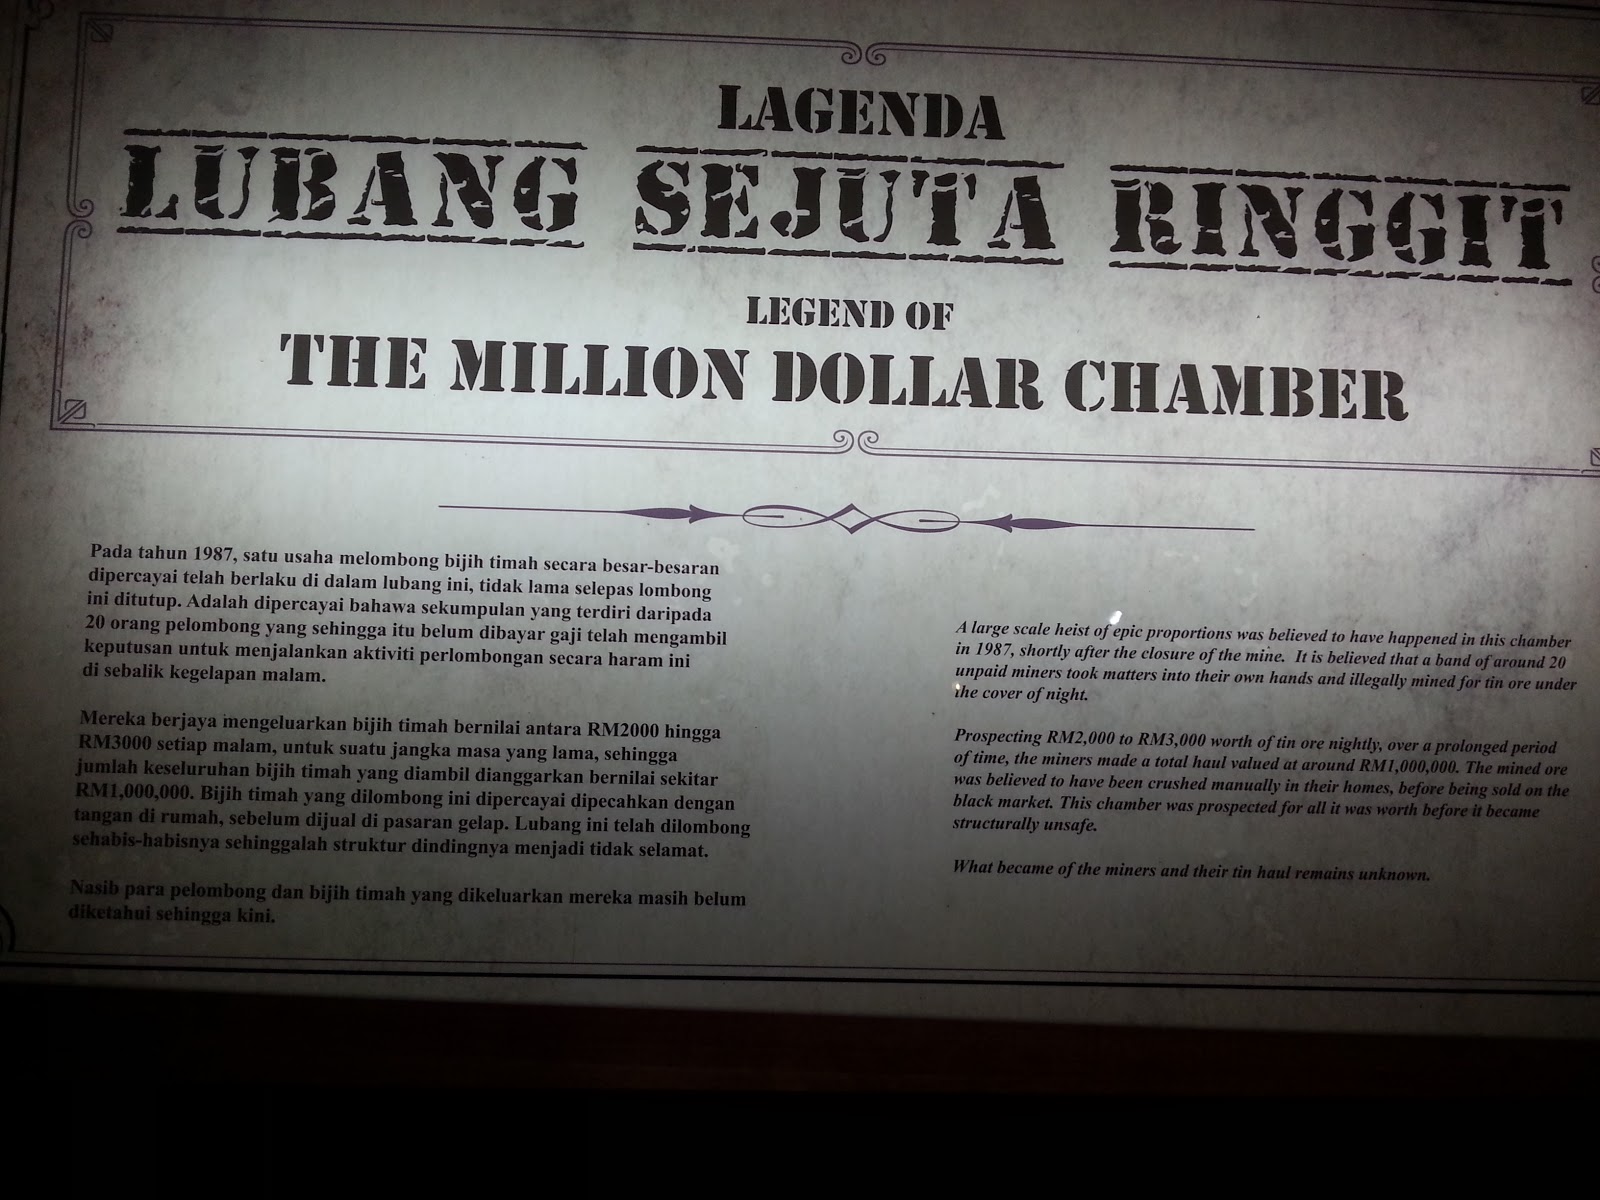 LAGENDA
LUBANG SEJUTA RINGGIT
LEGEND OF
THE MILLION DOLLAR CHAMBER
Pada tahun 1987, satu usaha melombong bijih timah secara besar-besaran
dipercayai telah berlaku di dalam lubang ini, tidak lama selepas lombong
ini ditutup. Adalah dipercayai bahawa sekumpulan yang terdiri daripada
20 orang pelombong yang sehingga itu belum dibayar gaji telah mengambil
keputusan untuk menjalankan aktiviti perlombongan secara haram ini
di sebalik kegelapan malam.
Mereka berjaya mengeluarkan bijih timah bernilai antara RM2000 hingga
RM3000 setiap malam, untuk suatu jangka masa yang lama, sehingga
jumlah keseluruhan bijih timah yang diambil dianggarkan bernilai sekitar
RM1,000,000. Bijih timah yang dilombong ini dipercayai dipecahkan dengan
tangan di rumah, sebelum dijual di pasaran gelap. Lubang ini telah dilombong
sehabis-habisnya sehinggalah struktur dindingnya menjadi tidak selamat.
Nasib para pelombong dan bijih timah yang dikeluarkan mereka masih belum
diketahui sehingga kini.
A large scale heist of epic proportions was believed to have happened in this chamber
in 1987, shortly after the closure of the mine. It is believed that a band of around 20
unpaid miners took matters into their own hands and illegally mined for tin ore under
the cover of night.
Prospecting RM2,000 to RM3,000 worth of tin ore nightly, over a prolonged period
of time, the miners made a total haul valued at around RM1,000,000. The mined ore
was believed to have been crushed manually in their homes, before being sold on the
black market. This chamber was prospected for all it was worth before it became
structurally unsafe.
What became of the miners and their tin haul remains unknown.